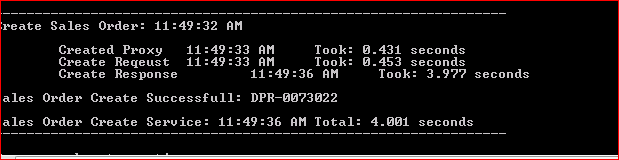 reate Sales Order: 11:49:32 AM
Created Proxy 11:49:33 AM Took: 0.431 seconds
Create Reqeust 11:49:33 AM Took: 0.453 seconds
Create Response 11:49:36 AM Took: 3.977 seconds
ales Order Create Successfull: DPR-0073022
ales Order Create Service: 11:49:36 AM Total: 4.001 seconds